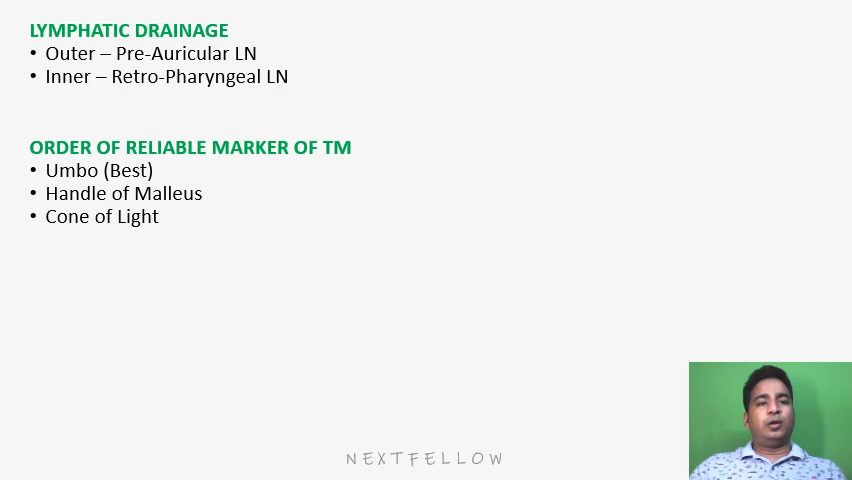 LYMPHATIC DRAINAGE
• Outer – Pre-Auricular LN
• Inner – Retro-Pharyngeal LN
ORDER OF RELIABLE MARKER OF TM
• Umbo (Best)
• Handle of Malleus
• Cone of Light
NEXTFELLOW